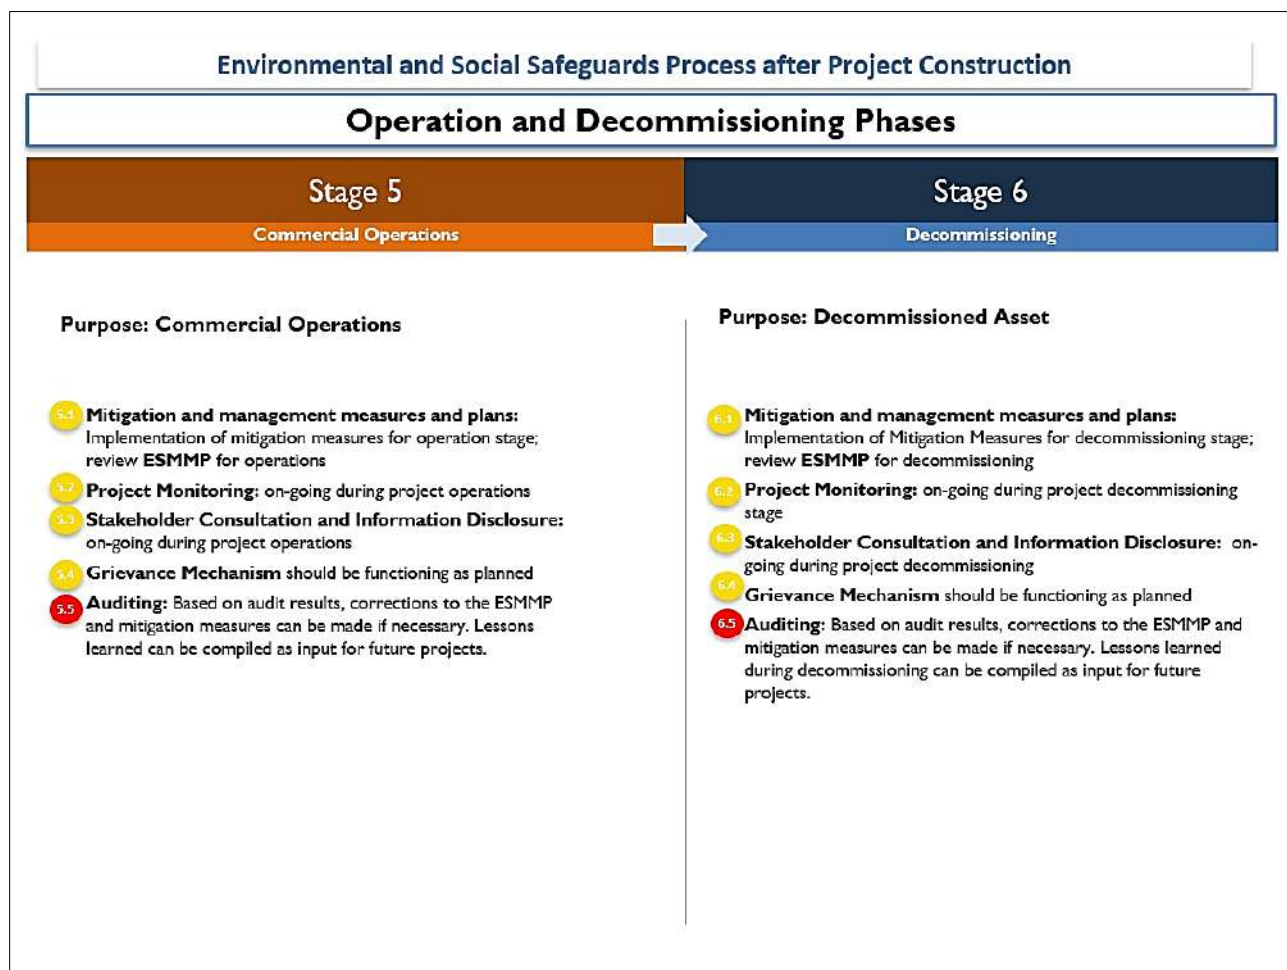 Environmental and Social Safeguards Process after Project Construction
Operation and Decommissioning Phases
Stage 5
Commercial Operations
Stage 6
Decommissioning
Purpose: Commercial Operations
5.1 Mitigation and management measures and plans:
Implementation of mitigation measures for operation stage;
review ESMMP for operations
5.2 Project Monitoring: on-going during project operations
5.3 Stakeholder Consultation and Information Disclosure:
on-going during project operations
5.4 Grievance Mechanism should be functioning as planned
5.5 Auditing: Based on audit results, corrections to the ESMMP
and mitigation measures can be made if necessary. Lessons
learned can be compiled as input for future projects.
Purpose: Decommissioned Asset
6.1 Mitigation and management measures and plans:
Implementation of Mitigation Measures for decommissioning stage;
review ESMMP for decommissioning
6.2 Project Monitoring: on-going during project decommissioning
stage
6.3 Stakeholder Consultation and Information Disclosure: on-
going during project decommissioning
6.4 Grievance Mechanism should be functioning as planned
6.5 Auditing: Based on audit results, corrections to the ESMMP and
mitigation measures can be made if necessary. Lessons learned
during decommissioning can be compiled as input for future
projects.